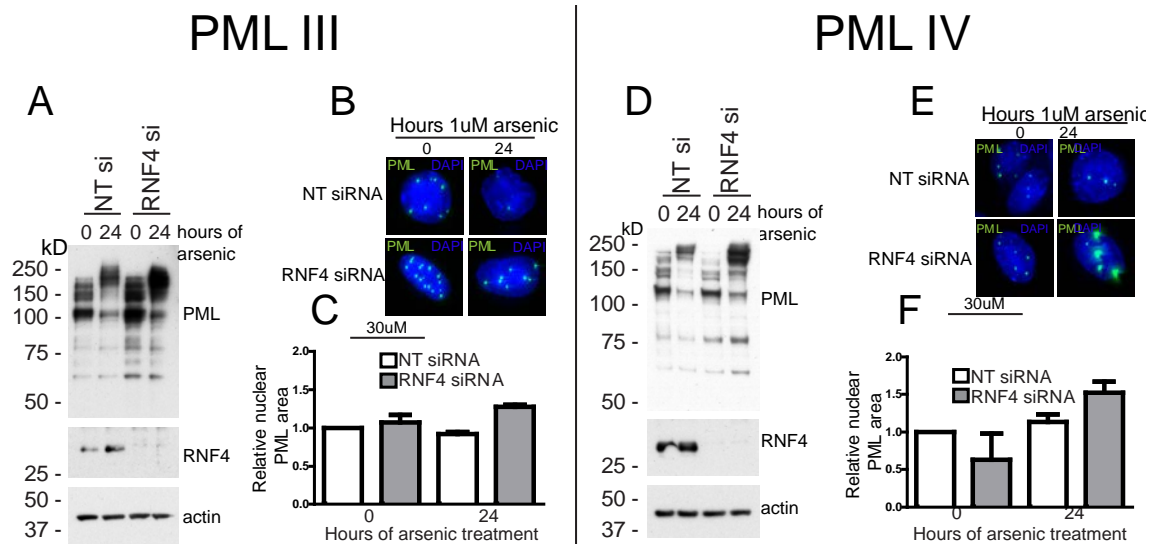 PML III
PML IV
A
NT si
RNF4 si
0 24 0 24
hours of
arsenic
kD
250 -
150 -
100 -
75 -
50 -
PML
25 -
RNF4
50 -
37 -
actin
B
Hours 1uM arsenic
0 24
PML DAPI
PML DAPI
NT siRNA
PML DAPI
PML DAPI
RNF4 siRNA
30uM
C
NT siRNA
RNF4 siRNA
Relative nuclear
PML area
2.0
1.5
1.0
0.5
0.0
0 24
Hours of arsenic treatment
D
NT si
RNF4 si
0 24 0 24
hours of
arsenic
kD
250 -
150 -
100 -
75 -
50 -
PML
25 -
RNF4
50 -
37 -
actin
E
Hours 1uM arsenic
0 24
PML DAPI
PML DAPI
NT siRNA
PML DAPI
PML DAPI
RNF4 siRNA
30uM
F
NT siRNA
RNF4 siRNA
Relative nuclear
PML area
2.0
1.5
1.0
0.5
0.0
0 24
Hours of arsenic treatment